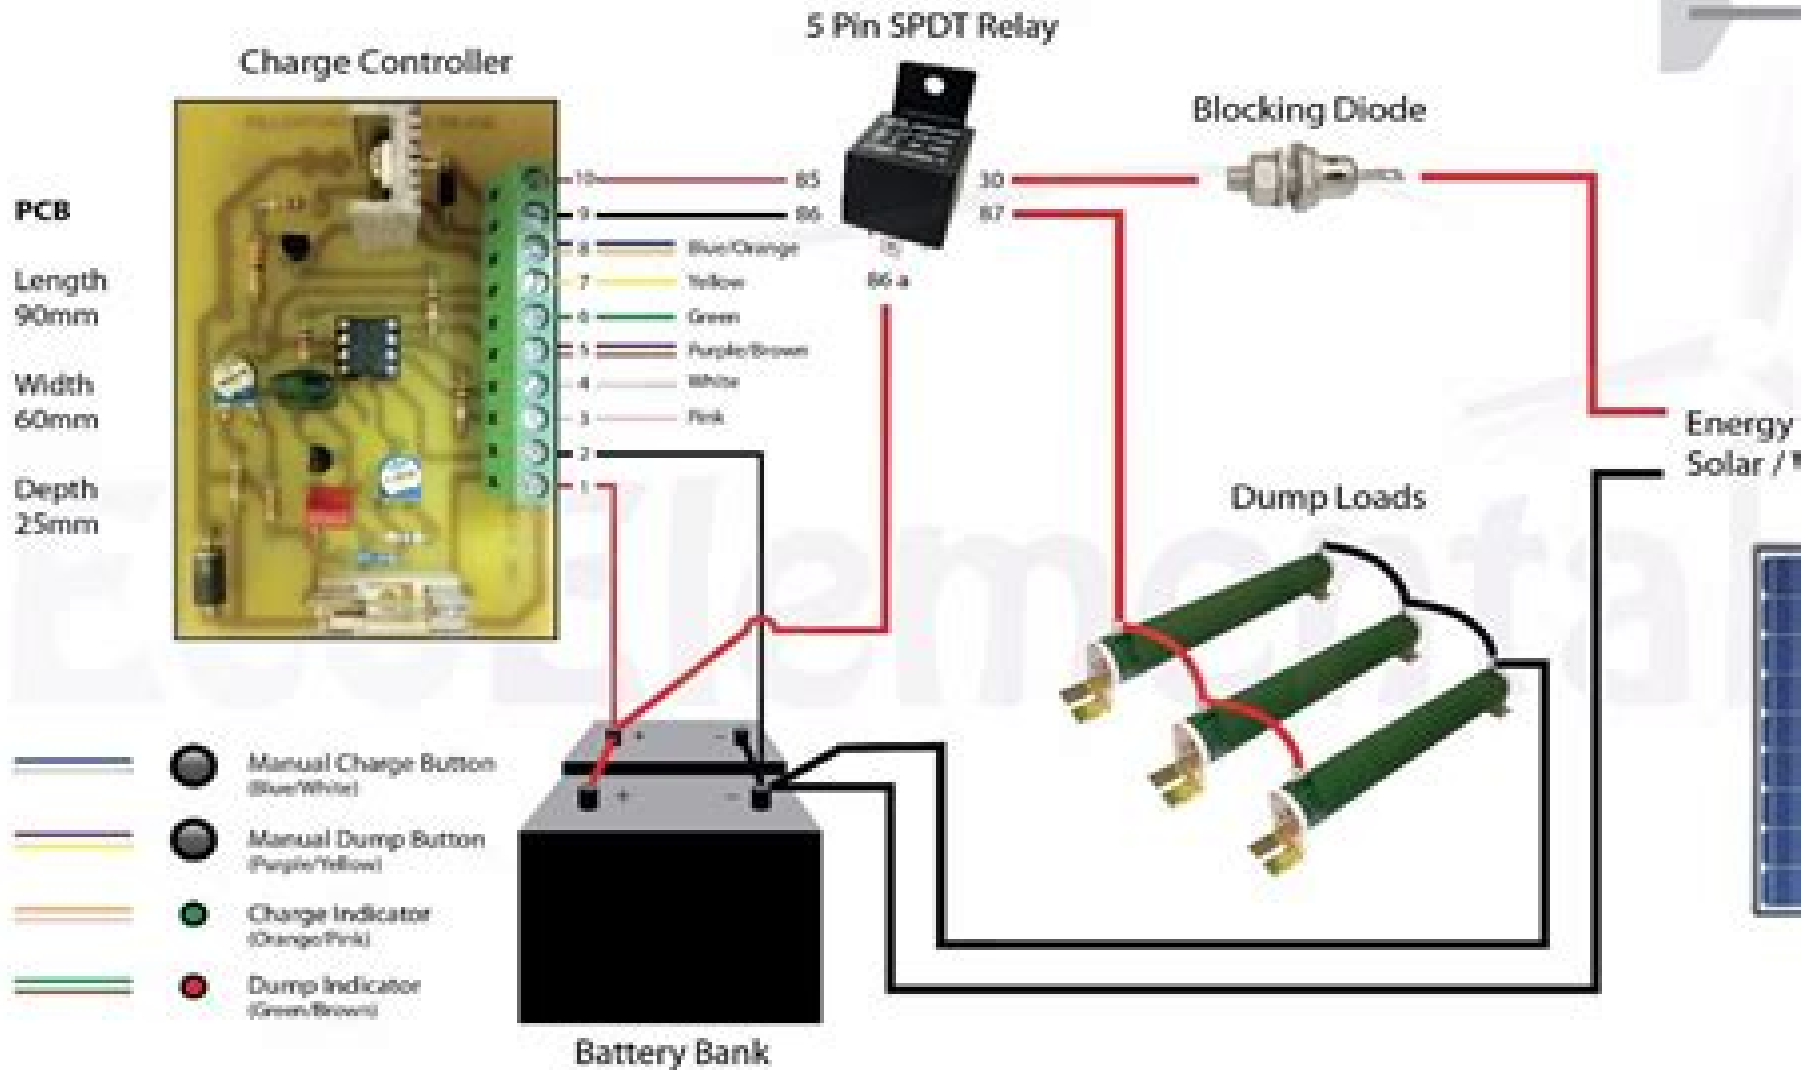 5 Pin SPDT Relay
Charge Controller
Blocking Diode
PCB
Length
90mm
Width
60mm
Depth
25mm
10
9
8
7
6
5
4
3
2
1
Blue/Orange
Yellow
Green
Purple/Brown
White
Pink
85
86
30
87
86 a
Energy
Solar /
Dump Loads
EcoElemental
Manual Charge Button
(Blue/White)
Manual Dump Button
(Purple/Yellow)
Charge Indicator
(Orange/Pink)
Dump Indicator
(Green/Brown)
+ -
+ -
Battery Bank